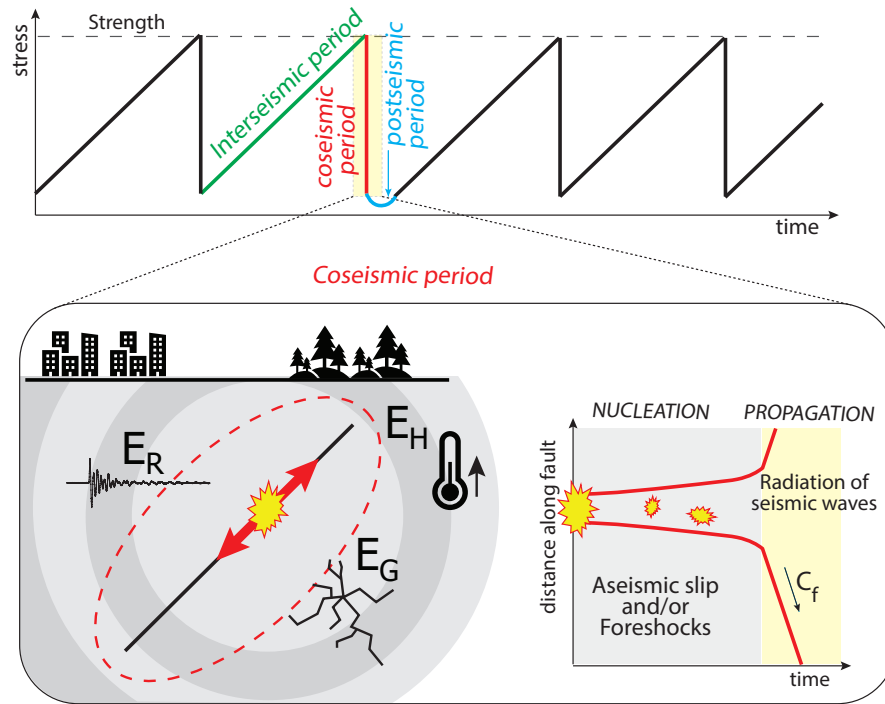 Strength
stress
Interseismic period
coseismic
period
postseismic
period
time
Coseismic period
E_R
E_H
E_G
NUCLEATION
PROPAGATION
distance along fault
Radiation of
seismic waves
Aseismic slip
and/or
Foreshocks
C_f
time